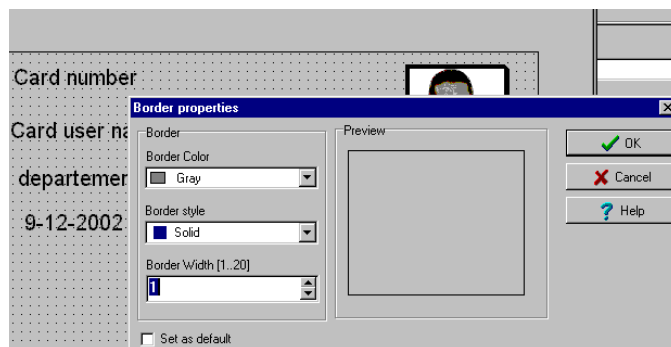 Card number
Border properties
Card user na
Border
Preview
OK
Border Color
departemer
Gray
Cancel
Border style
Help
9-12-2002
Solid
Border Width [1..20]
1
Set as default